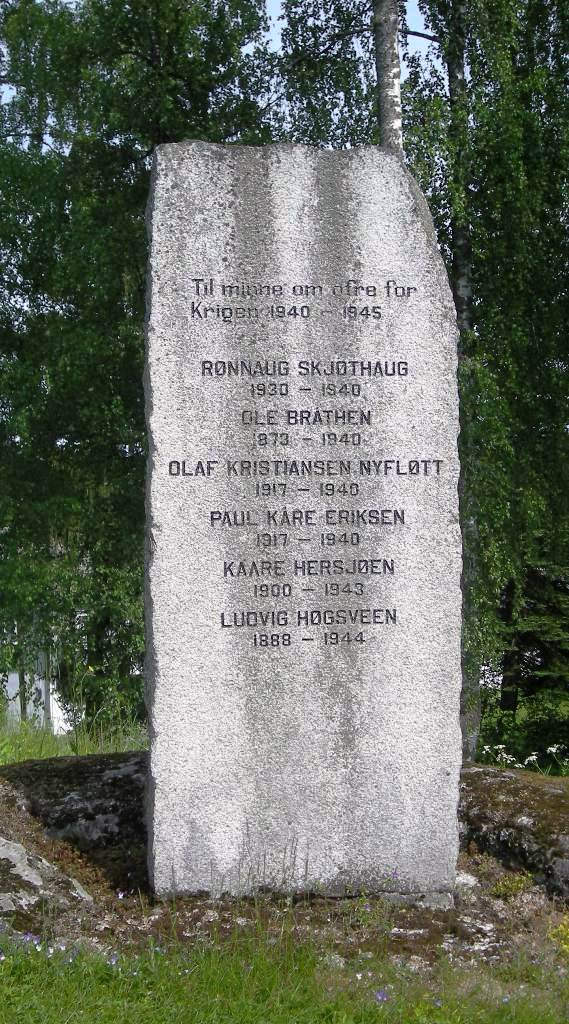 Til minne om ofre for
Krigen 1940 - 1945
RØNNAUG SKJØTHAUG
1930 - 1940
OLE BRÅTHEN
1873 - 1940
OLAF KRISTIANSEN NYFLØTT
1917 - 1940
PAUL KÅRE ERIKSEN
1917 - 1940
KAARE HERSJØEN
1900 - 1943
LUDVIG HØGSVEEN
1888 - 1944